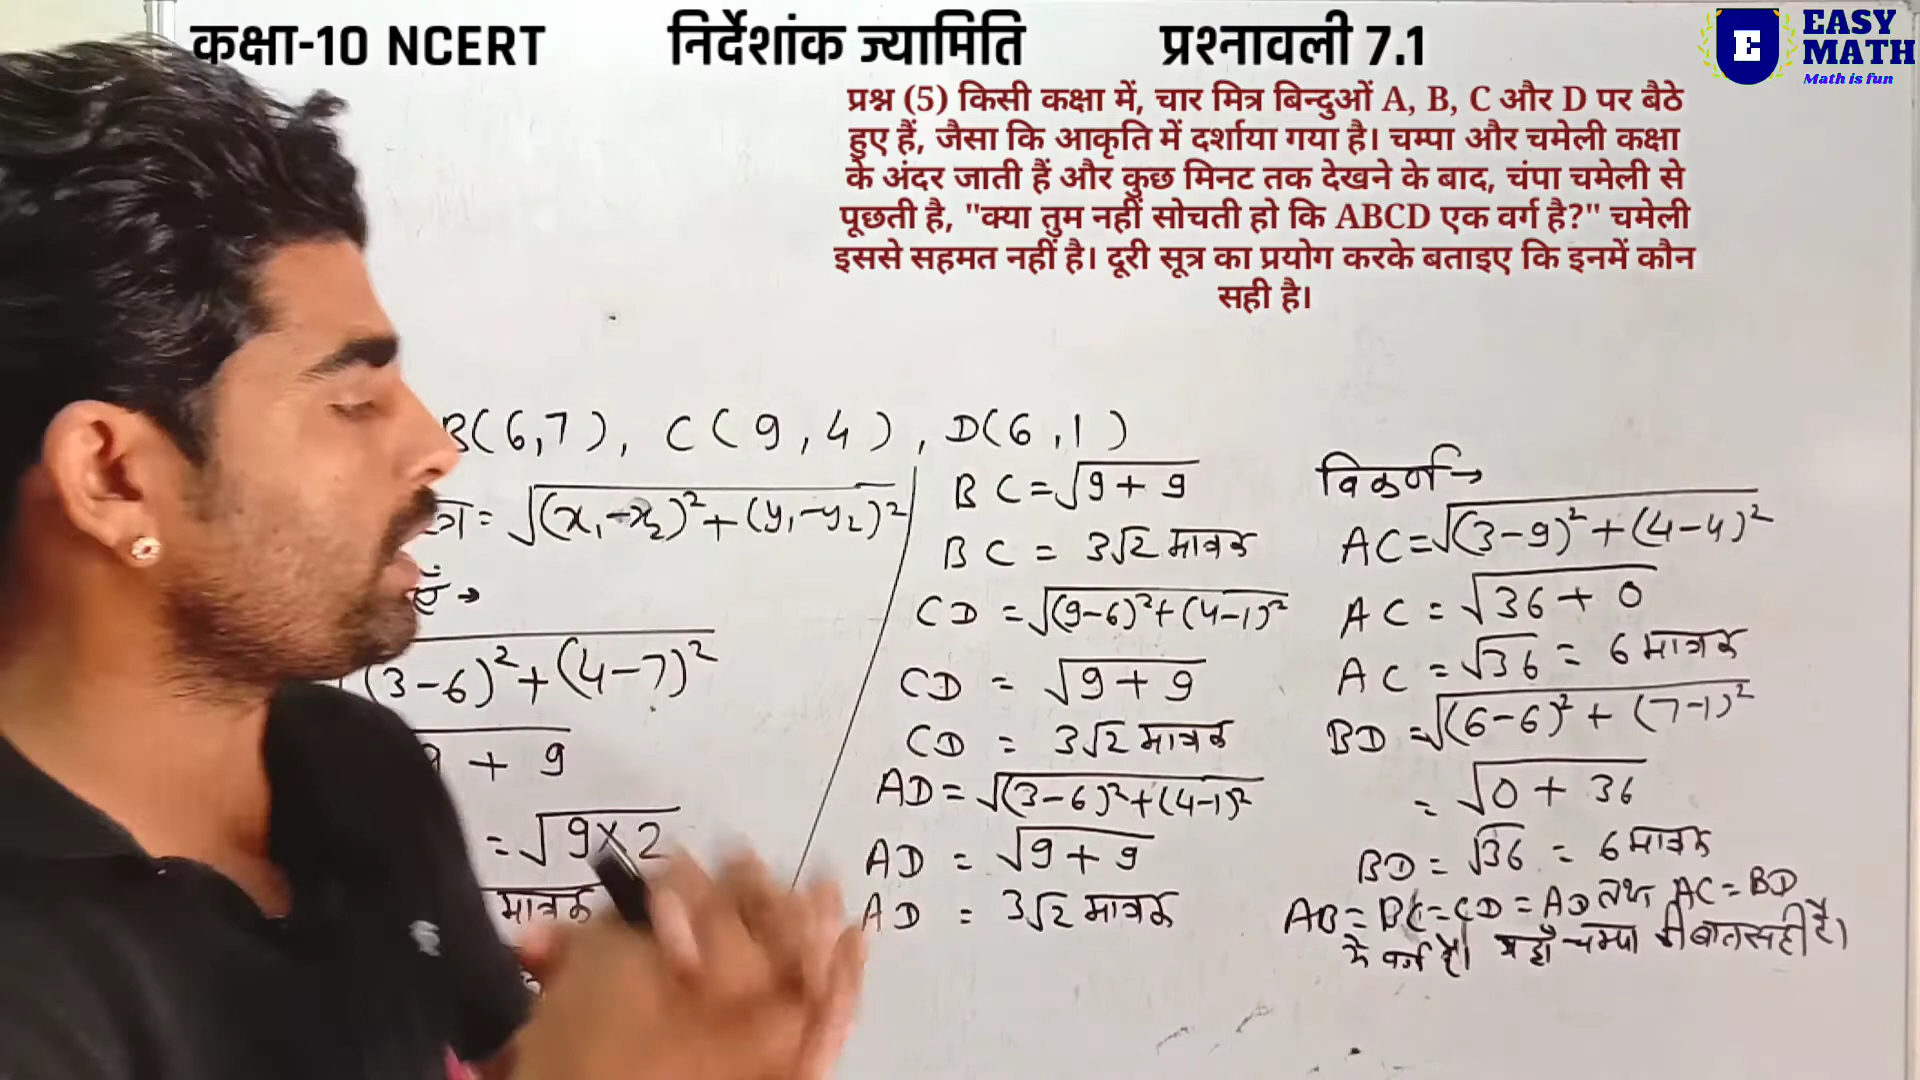 कक्षा-10 NCERT निर्देशांक ज्यामिति प्रश्नावली 7.1
E EASY MATH
Math is fun
प्रश्न (5) किसी कक्षा में, चार मित्र बिन्दुओं A, B, C और D पर बैठे
हुए हैं, जैसा कि आकृति में दर्शाया गया है। चम्पा और चमेली कक्षा
के अंदर जाती हैं और कुछ मिनट तक देखने के बाद, चंपा चमेली से
पूछती है, "क्या तुम नहीं सोचती हो कि ABCD एक वर्ग है?" चमेली
इससे सहमत नहीं है। दूरी सूत्र का प्रयोग करके बताइए कि इनमें कौन
सही है।
B(6,7), C(9,4), D(6,1)
= √(x₁-x₂)²+(y₁-y₂)²
→
(3-6)²+(4-7)²
9 + 9
= √9×2
मात्रक
BC = √9+9
BC = 3√2 मात्रक
CD = √(9-6)²+(4-1)²
CD = √9+9
CD = 3√2 मात्रक
AD = √(3-6)²+(4-1)²
AD = √9+9
AD = 3√2 मात्रक
विकर्ण →
AC = √(3-9)²+(4-4)²
AC = √36+0
AC = √36 = 6 मात्रक
BD = √(6-6)²+(7-1)²
= √0+36
BD = √36 = 6 मात्रक
AB = BC = CD = AD तथा AC = BD
ये वर्ग है। यहाँ चम्पा की बात सही है।